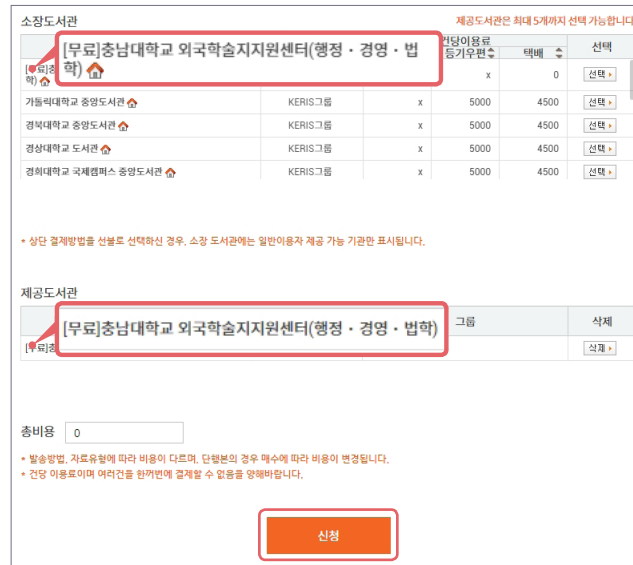 소장도서관
제공도서관은 최대 5개까지 선택 가능합니다
건당이용료
등기우편 택배 선택
[무료]충남대학교 외국학술지지원센터(행정·경영·법
학)
[무료]충
학) x 0 선택
가톨릭대학교 중앙도서관 KERIS그룹 x 5000 4500 선택
경북대학교 중앙도서관 KERIS그룹 x 5000 4500 선택
경상대학교 도서관 KERIS그룹 x 5000 4500 선택
경희대학교 국제캠퍼스 중앙도서관 KERIS그룹 x 5000 4500 선택
* 상단 결제방법을 선불로 선택하신 경우, 소장 도서관에는 일반이용자 제공 가능 기관만 표시됩니다.
제공도서관
그룹 삭제
[무료]충남대학교 외국학술지지원센터(행정·경영·법학)
[무료]충 삭제
총비용 0
* 발송방법, 자료유형에 따라 비용이 다르며, 단행본의 경우 매수에 따라 비용이 변경됩니다.
* 건당 이용료이며 여러건을 한꺼번에 결제할 수 없음을 양해바랍니다.
신청